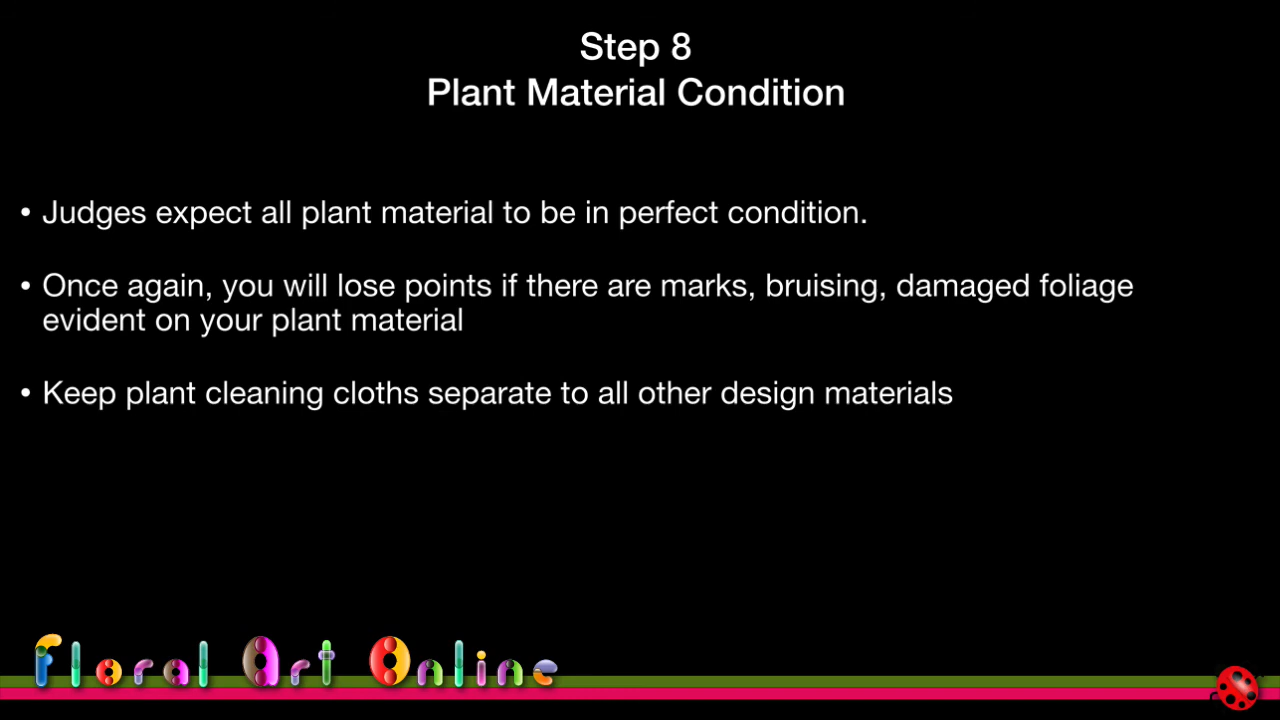 Step 8
Plant Material Condition
• Judges expect all plant material to be in perfect condition.
• Once again, you will lose points if there are marks, bruising, damaged foliage
evident on your plant material
• Keep plant cleaning cloths separate to all other design materials
Floral Art Online